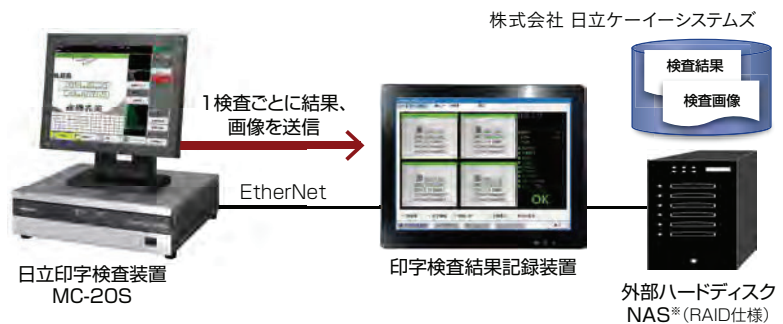 株式会社 日立ケーイーシステムズ
検査結果
検査画像
1検査ごとに結果、
画像を送信
OK
EtherNet
日立印字検査装置
MC-20S
印字検査結果記録装置
外部ハードディスク
NAS※(RAID仕様)